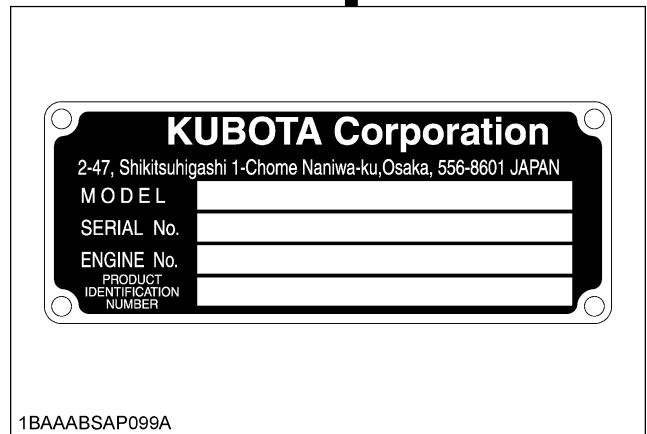 KUBOTA Corporation
2-47, Shikitsuhigashi 1-Chome Naniwa-ku,Osaka, 556-8601 JAPAN
MODEL
SERIAL No.
ENGINE No.
PRODUCT
IDENTIFICATION
NUMBER
1BAAABSAP099A